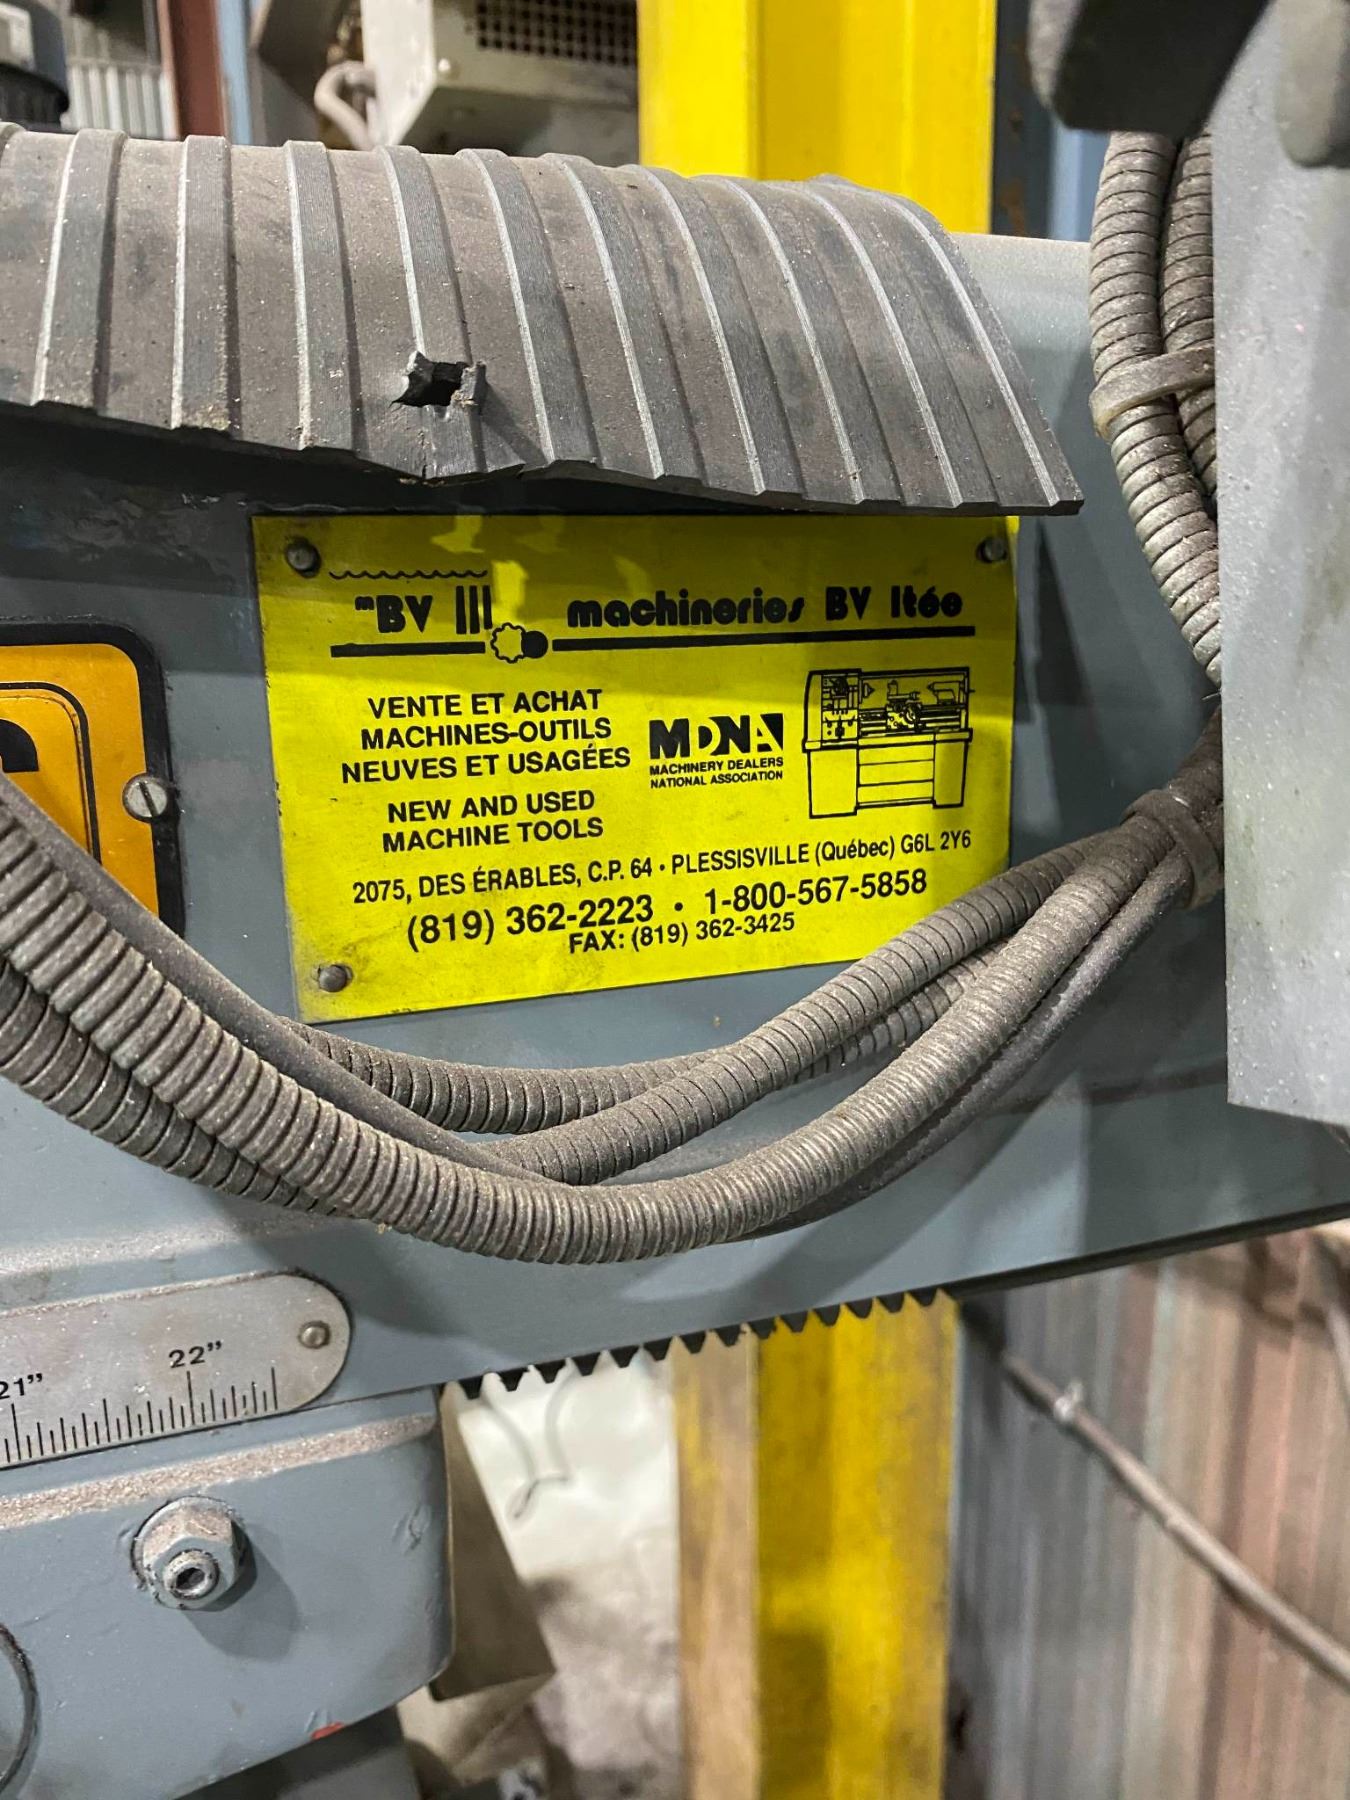 mBV III machineries BV ltée
VENTE ET ACHAT
MACHINES-OUTILS
NEUVES ET USAGÉES
NEW AND USED
MACHINE TOOLS
MDNA
MACHINERY DEALERS
NATIONAL ASSOCIATION
2075, DES ÉRABLES, C.P. 64 · PLESSISVILLE (Québec) G6L 2Y6
(819) 362-2223 • 1-800-567-5858
FAX: (819) 362-3425
21" 22"